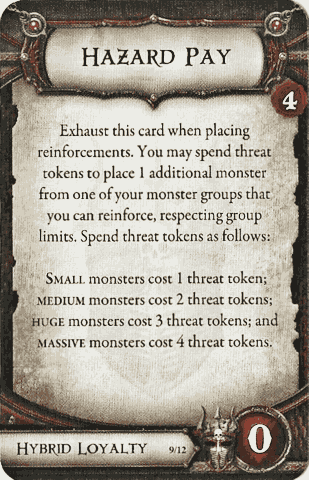 HAZARD PAY
4
Exhaust this card when placing
reinforcements. You may spend threat
tokens to place 1 additional monster
from one of your monster groups that
you can reinforce, respecting group
limits. Spend threat tokens as follows:
SMALL monsters cost 1 threat token;
MEDIUM monsters cost 2 threat tokens;
HUGE monsters cost 3 threat tokens; and
MASSIVE monsters cost 4 threat tokens.
HYBRID LOYALTY 9/12 0